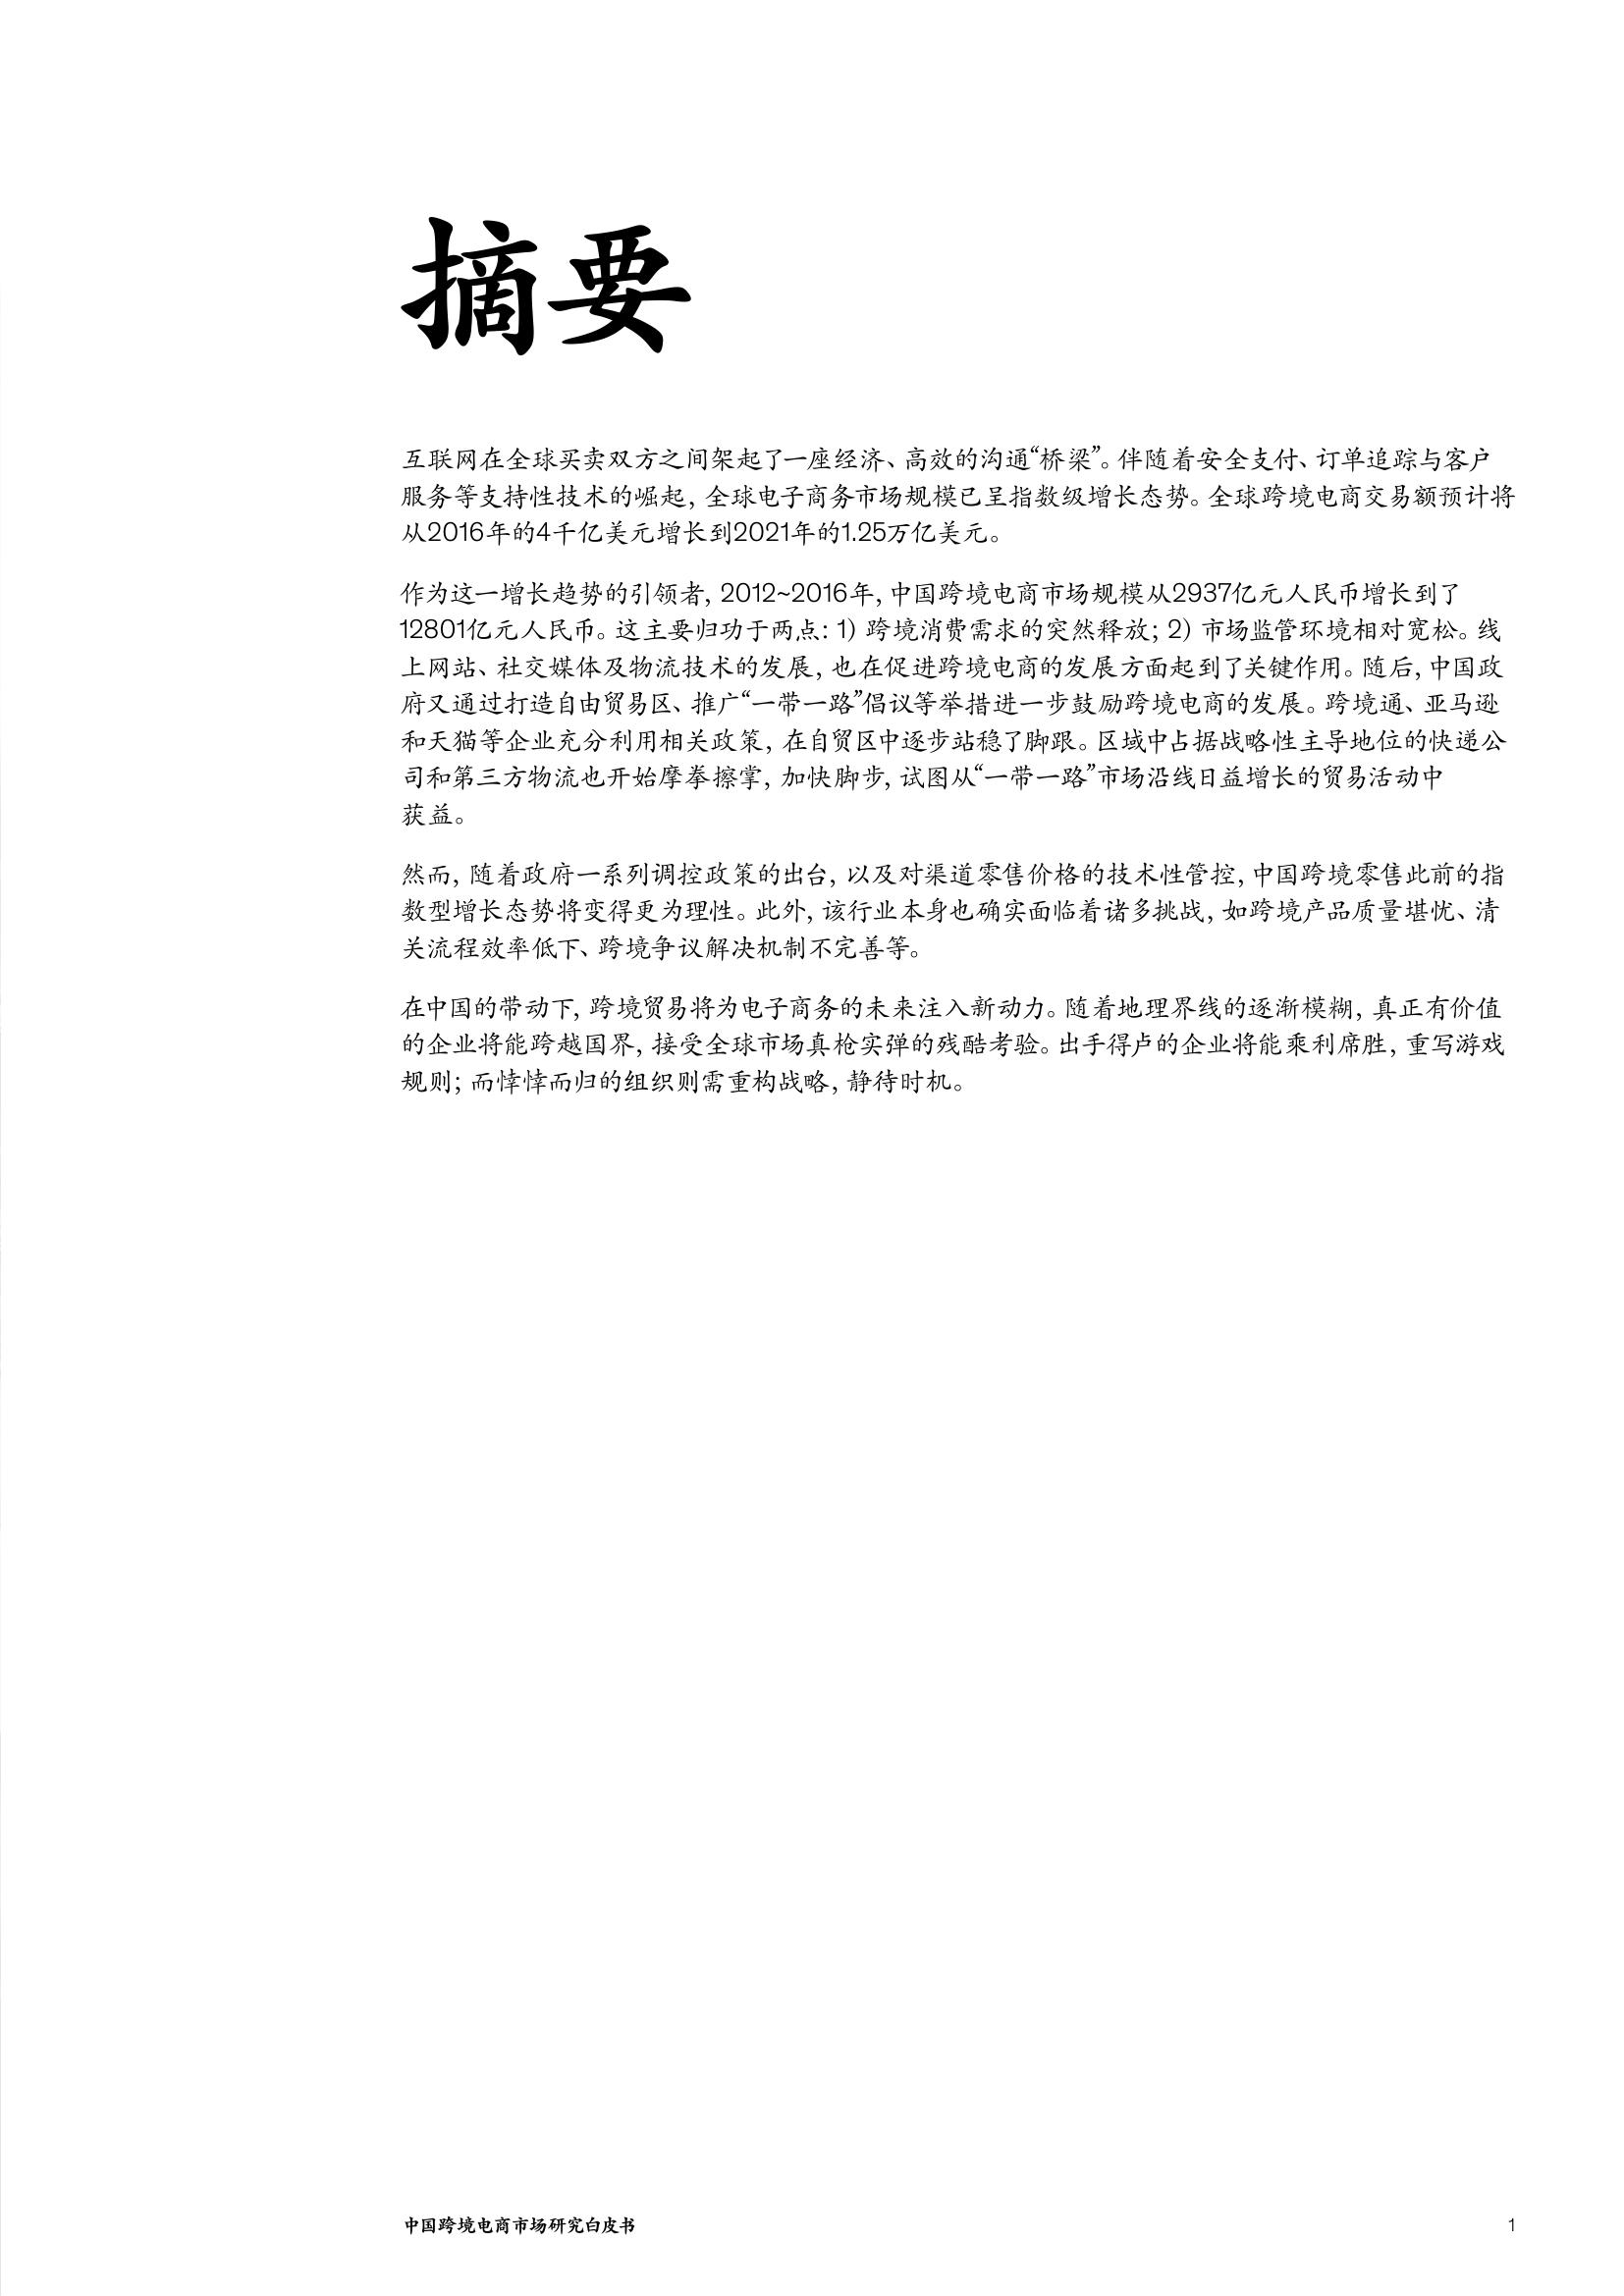 摘要
互联网在全球买卖双方之间架起了一座经济、高效的沟通“桥梁”。伴随着安全支付、订单追踪与客户
服务等支持性技术的崛起，全球电子商务市场规模已呈指数级增长态势。全球跨境电商交易额预计将
从2016年的4千亿美元增长到2021年的1.25万亿美元。
作为这一增长趋势的引领者，2012~2016年，中国跨境电商市场规模从2937亿元人民币增长到了
12801亿元人民币。这主要归功于两点：1）跨境消费需求的突然释放；2）市场监管环境相对宽松。线
上网站、社交媒体及物流技术的发展，也在促进跨境电商的发展方面起到了关键作用。随后，中国政
府又通过打造自由贸易区、推广“一带一路”倡议等举措进一步鼓励跨境电商的发展。跨境通、亚马逊
和天猫等企业充分利用相关政策，在自贸区中逐步站稳了脚跟。区域中占据战略性主导地位的快递公
司和第三方物流也开始摩拳擦掌，加快脚步，试图从“一带一路”市场沿线日益增长的贸易活动中
获益。
然而，随着政府一系列调控政策的出台，以及对渠道零售价格的技术性管控，中国跨境零售此前的指
数型增长态势将变得更为理性。此外，该行业本身也确实面临着诸多挑战，如跨境产品质量堪忧、清
关流程效率低下、跨境争议解决机制不完善等。
在中国的带动下，跨境贸易将为电子商务的未来注入新动力。随着地理界线的逐渐模糊，真正有价值
的企业将能跨越国界，接受全球市场真枪实弹的残酷考验。出手得卢的企业将能乘利席胜，重写游戏
规则；而悻悻而归的组织则需重构战略，静待时机。
中国跨境电商市场研究白皮书
1